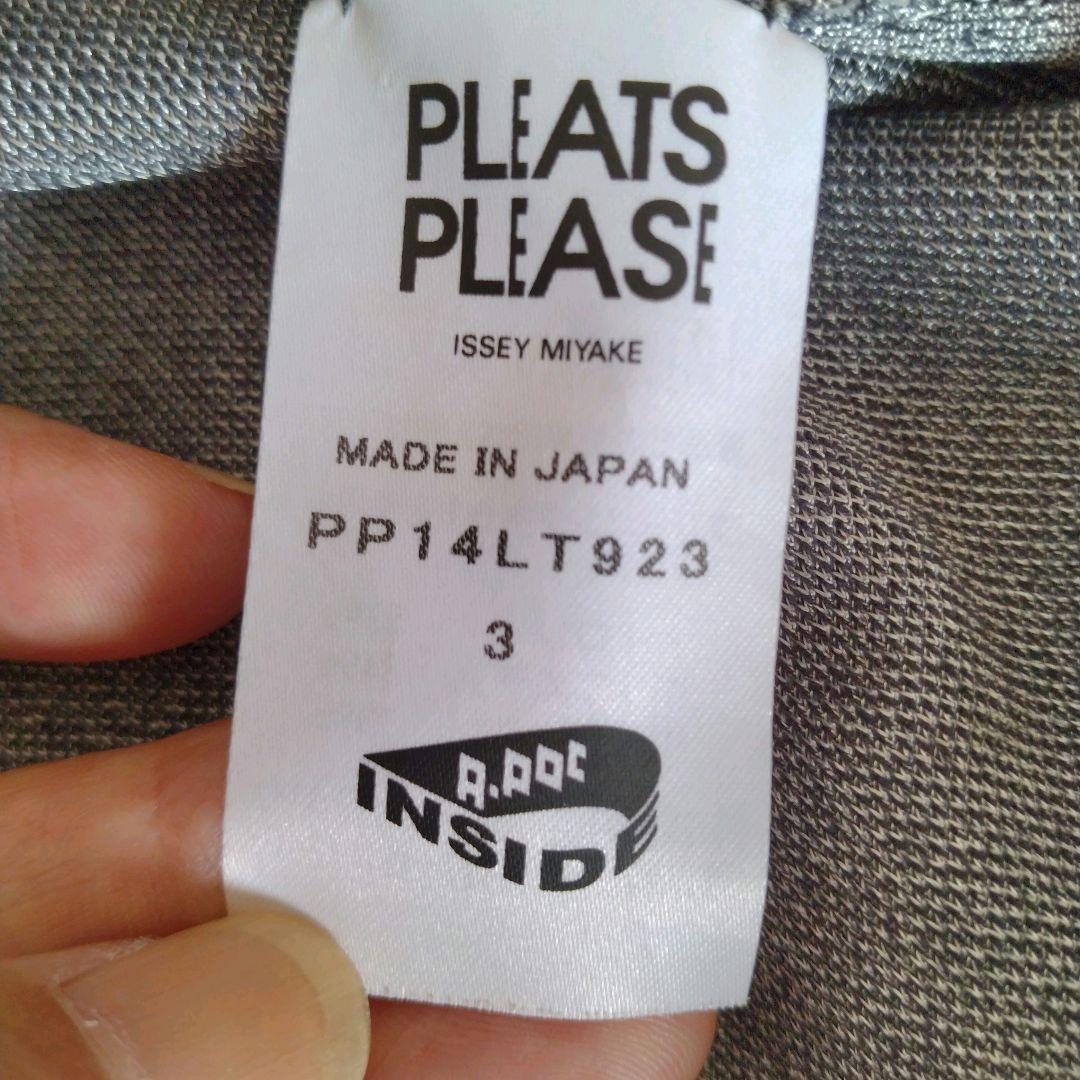 PLEATS
PLEASE
ISSEY MIYAKE
MADE IN JAPAN
PP14LT923
3
A.POC
INSIDE